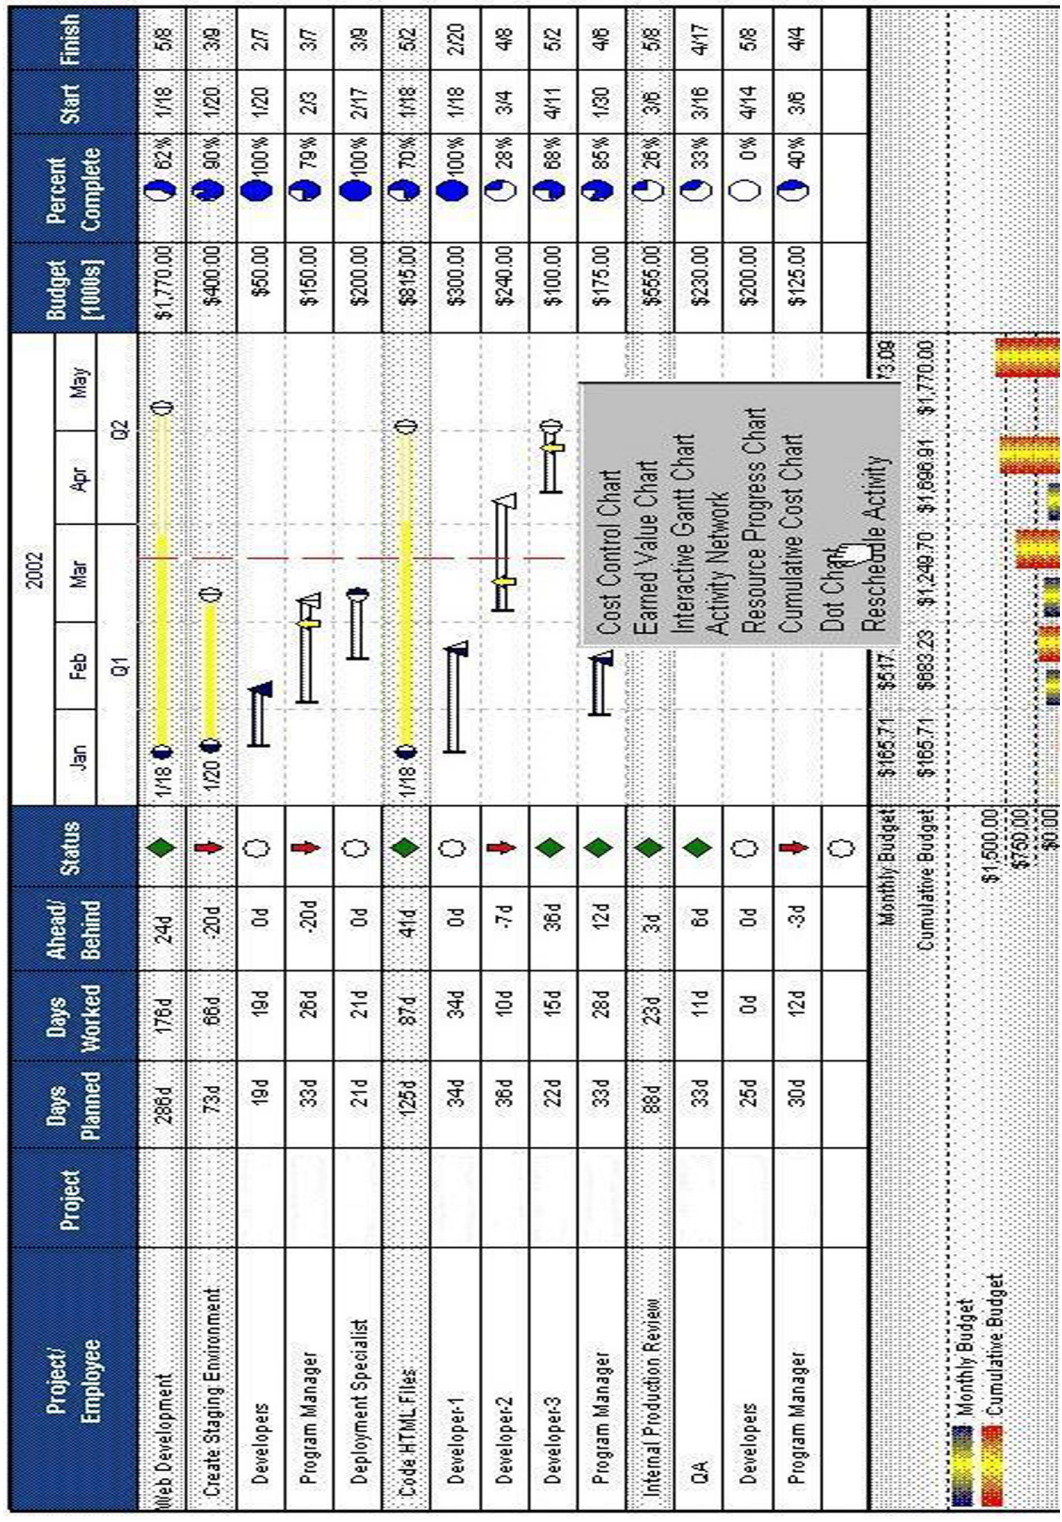 2002
Project/ Employee Project Days Planned Days Worked Ahead/ Behind Status Q1 Q2 Budget [1000s] Percent Complete Start Finish
Jan Feb Mar Apr May
Web Development 286d 176d 24d 1/18 $1,770.00 62% 1/18 5/8
Create Staging Environment 73d 66d -20d 1/20 $400.00 90% 1/20 3/9
Developers 19d 19d 0d $50.00 100% 1/20 2/7
Program Manager 33d 26d -20d $150.00 79% 2/3 3/7
Deployment Specialist 21d 21d 0d $200.00 100% 2/17 3/9
Code HTML Files 125d 87d 41d 1/18 $815.00 70% 1/18 5/2
Developer-1 34d 34d 0d $300.00 100% 1/18 2/20
Developer-2 36d 10d -7d $240.00 28% 3/4 4/8
Developer-3 22d 15d 36d $100.00 68% 4/11 5/2
Program Manager 33d 28d 12d $175.00 85% 1/30 4/6
Internal Production Review 88d 23d 3d $555.00 26% 3/6 5/8
QA 33d 11d 6d $230.00 33% 3/16 4/17
Developers 25d 0d 0d $200.00 0% 4/14 5/8
Program Manager 30d 12d -3d $125.00 40% 3/6 4/4
Cost Control Chart
Earned Value Chart
Interactive Gantt Chart
Activity Network
Resource Progress Chart
Cumulative Cost Chart
Dot Chart
Reschedule Activity
Monthly Budget $165.71 $517. 73.09
Cumulative Budget $165.71 $683.23 $1,249.70 $1,696.91 $1,770.00
Monthly Budget
Cumulative Budget
$1,500.00
$750.00
$0.00